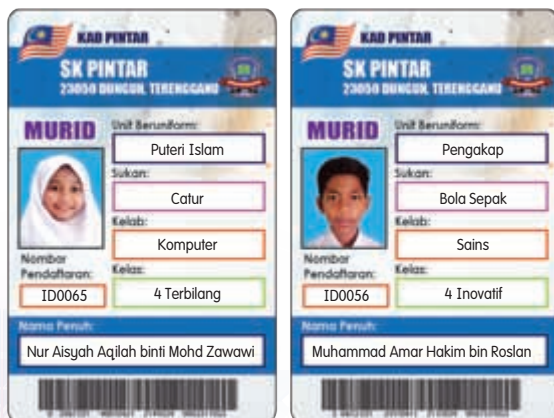 KAD PINTAR
SK PINTAR
23050 DUNGUN, TERENGGANU
MURID
Unit Beruniform:
Puteri Islam
Sukan:
Catur
Kelab:
Komputer
Nombor
Pendaftaran:
ID0065
Kelas:
4 Terbilang
Nama Penuh:
Nur Aisyah Aqilah binti Mohd Zawawi
KAD PINTAR
SK PINTAR
23050 DUNGUN, TERENGGANU
MURID
Unit Beruniform:
Pengakap
Sukan:
Bola Sepak
Kelab:
Sains
Nombor
Pendaftaran:
ID0056
Kelas:
4 Inovatif
Nama Penuh:
Muhammad Amar Hakim bin Roslan